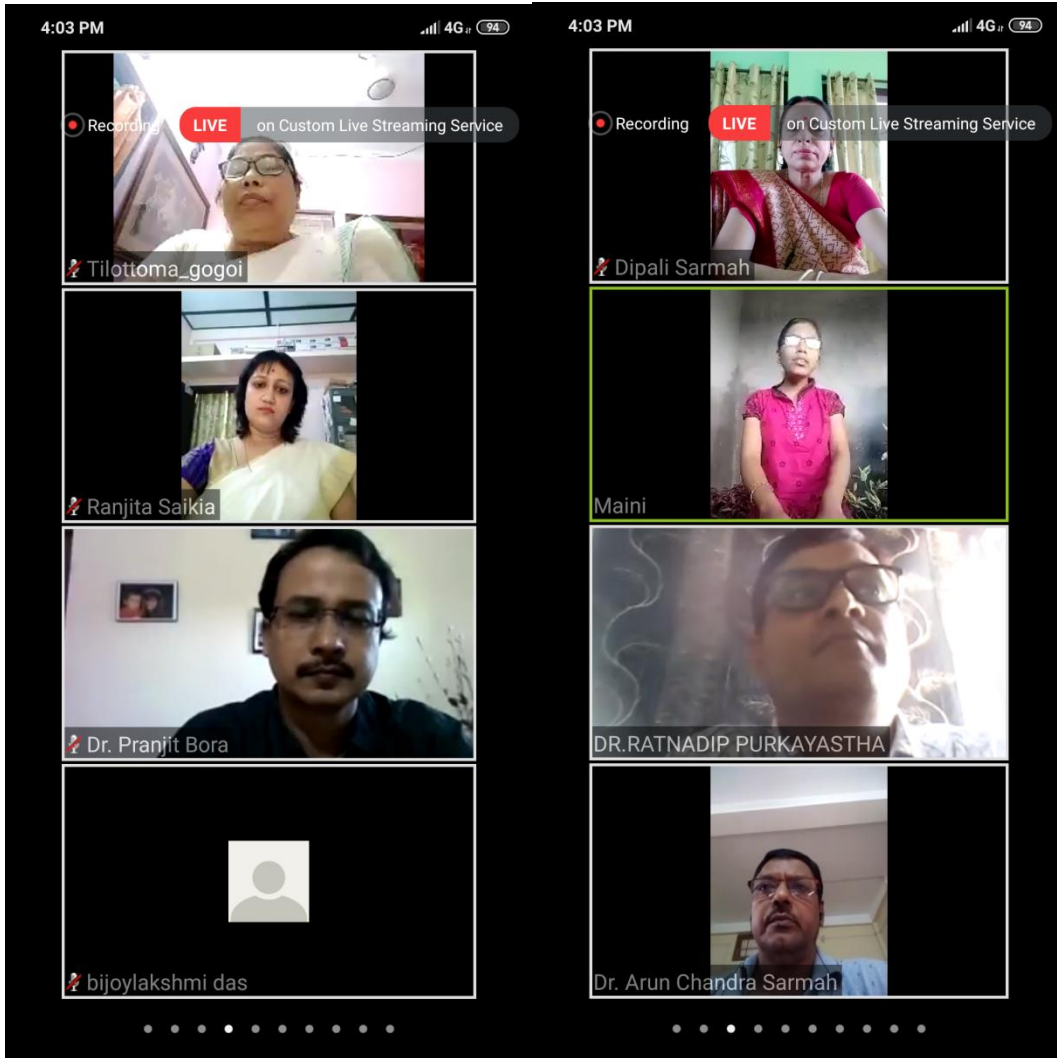 4:03 PM
4G 94
Recording
LIVE on Custom Live Streaming Service
Tilottoma_gogoi
Ranjita Saikia
Dr. Pranjit Bora
bijoylakshmi das
4:03 PM
4G 94
Recording
LIVE on Custom Live Streaming Service
Dipali Sarmah
Maini
DR.RATNADIP PURKAYASTHA
Dr. Arun Chandra Sarmah